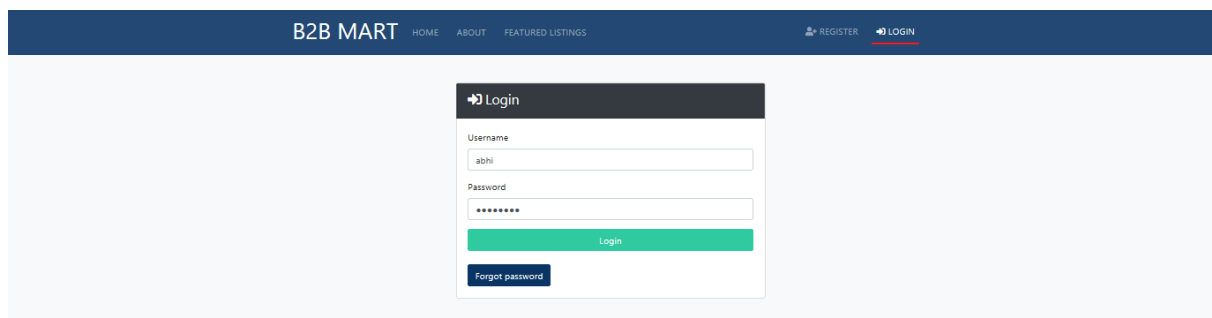 B2B MART HOME ABOUT FEATURED LISTINGS REGISTER LOGIN
Login
Username
abhi
Password
••••••••
Login
Forgot password